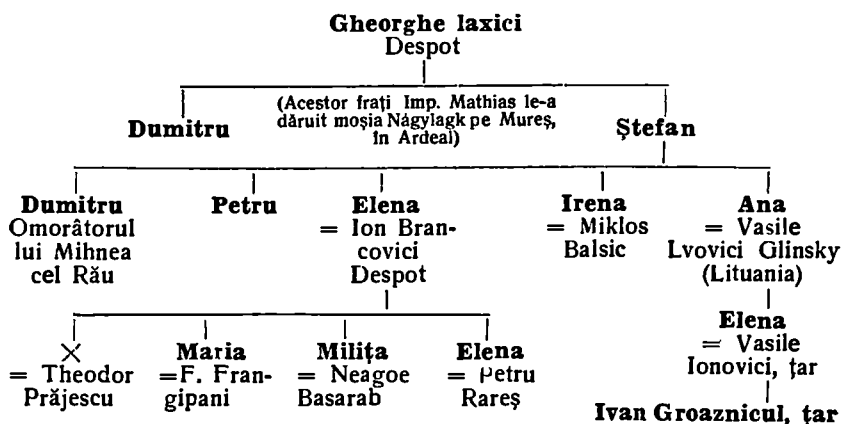 Gheorghe Iaxici
Despot
Dumitru
(Acestor frați Imp. Mathias le-a
dăruit moșia Nágylagk pe Mureș,
în Ardeal)
Ștefan
Dumitru
Omorâtorul
lui Mihnea
cel Rău
Petru
Elena
= Ion Bran-
covici
Despot
Irena
= Miklos
Balsic
Ana
= Vasile
Lvovici Glinsky
(Lituania)
×
= Theodor
Prăjescu
Maria
=F. Fran-
gipani
Milița
= Neagoe
Basarab
Elena
= Petru
Rareș
Elena
= Vasile
Ionovici, țar
Ivan Groaznicul, țar